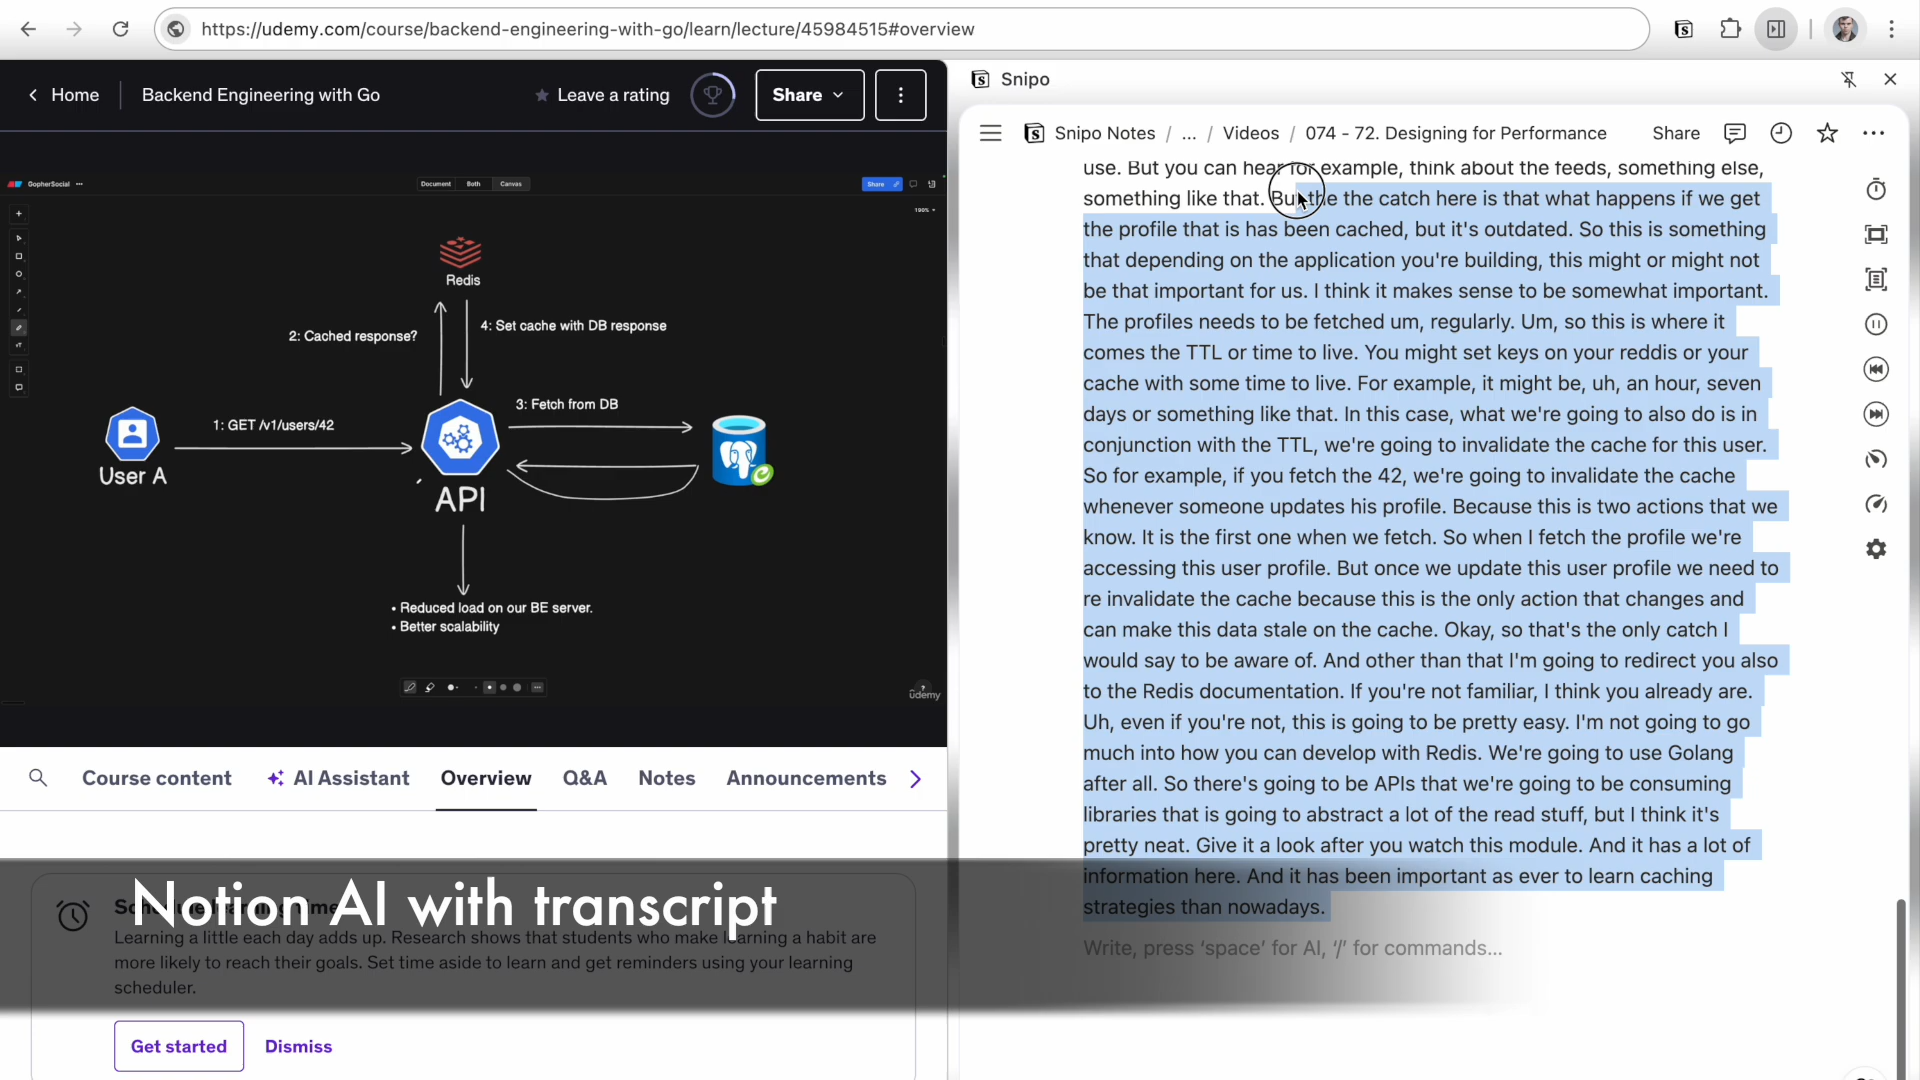 https://udemy.com/course/backend-engineering-with-go/learn/lecture/45984515#overview
Home
Backend Engineering with Go
Leave a rating
Share
GopherSocial
Document
Both
Canvas
Share
190%
Redis
2: Cached response?
4: Set cache with DB response
3: Fetch from DB
1: GET /v1/users/42
User A
API
• Reduced load on our BE server.
• Better scalability
udemy
Course content
AI Assistant
Overview
Q&A
Notes
Announcements
Learning a little each day adds up. Research shows that students who make learning a habit are
more likely to reach their goals. Set time aside to learn and get reminders using your learning
scheduler.
Get started
Dismiss
Notion AI with transcript
Snipo
Snipo Notes / ... / Videos / 074 - 72. Designing for Performance
Share
use. But you can hear for example, think about the feeds, something else,
something like that. But the the catch here is that what happens if we get
the profile that is has been cached, but it's outdated. So this is something
that depending on the application you're building, this might or might not
be that important for us. I think it makes sense to be somewhat important.
The profiles needs to be fetched um, regularly. Um, so this is where it
comes the TTL or time to live. You might set keys on your reddis or your
cache with some time to live. For example, it might be, uh, an hour, seven
days or something like that. In this case, what we're going to also do is in
conjunction with the TTL, we're going to invalidate the cache for this user.
So for example, if you fetch the 42, we're going to invalidate the cache
whenever someone updates his profile. Because this is two actions that we
know. It is the first one when we fetch. So when I fetch the profile we're
accessing this user profile. But once we update this user profile we need to
re invalidate the cache because this is the only action that changes and
can make this data stale on the cache. Okay, so that's the only catch I
would say to be aware of. And other than that I'm going to redirect you also
to the Redis documentation. If you're not familiar, I think you already are.
Uh, even if you're not, this is going to be pretty easy. I'm not going to go
much into how you can develop with Redis. We're going to use Golang
after all. So there's going to be APIs that we're going to be consuming
libraries that is going to abstract a lot of the read stuff, but I think it's
pretty neat. Give it a look after you watch this module. And it has a lot of
information here. And it has been important as ever to learn caching
strategies than nowadays.
Write, press ‘space’ for AI, ‘/’ for commands...